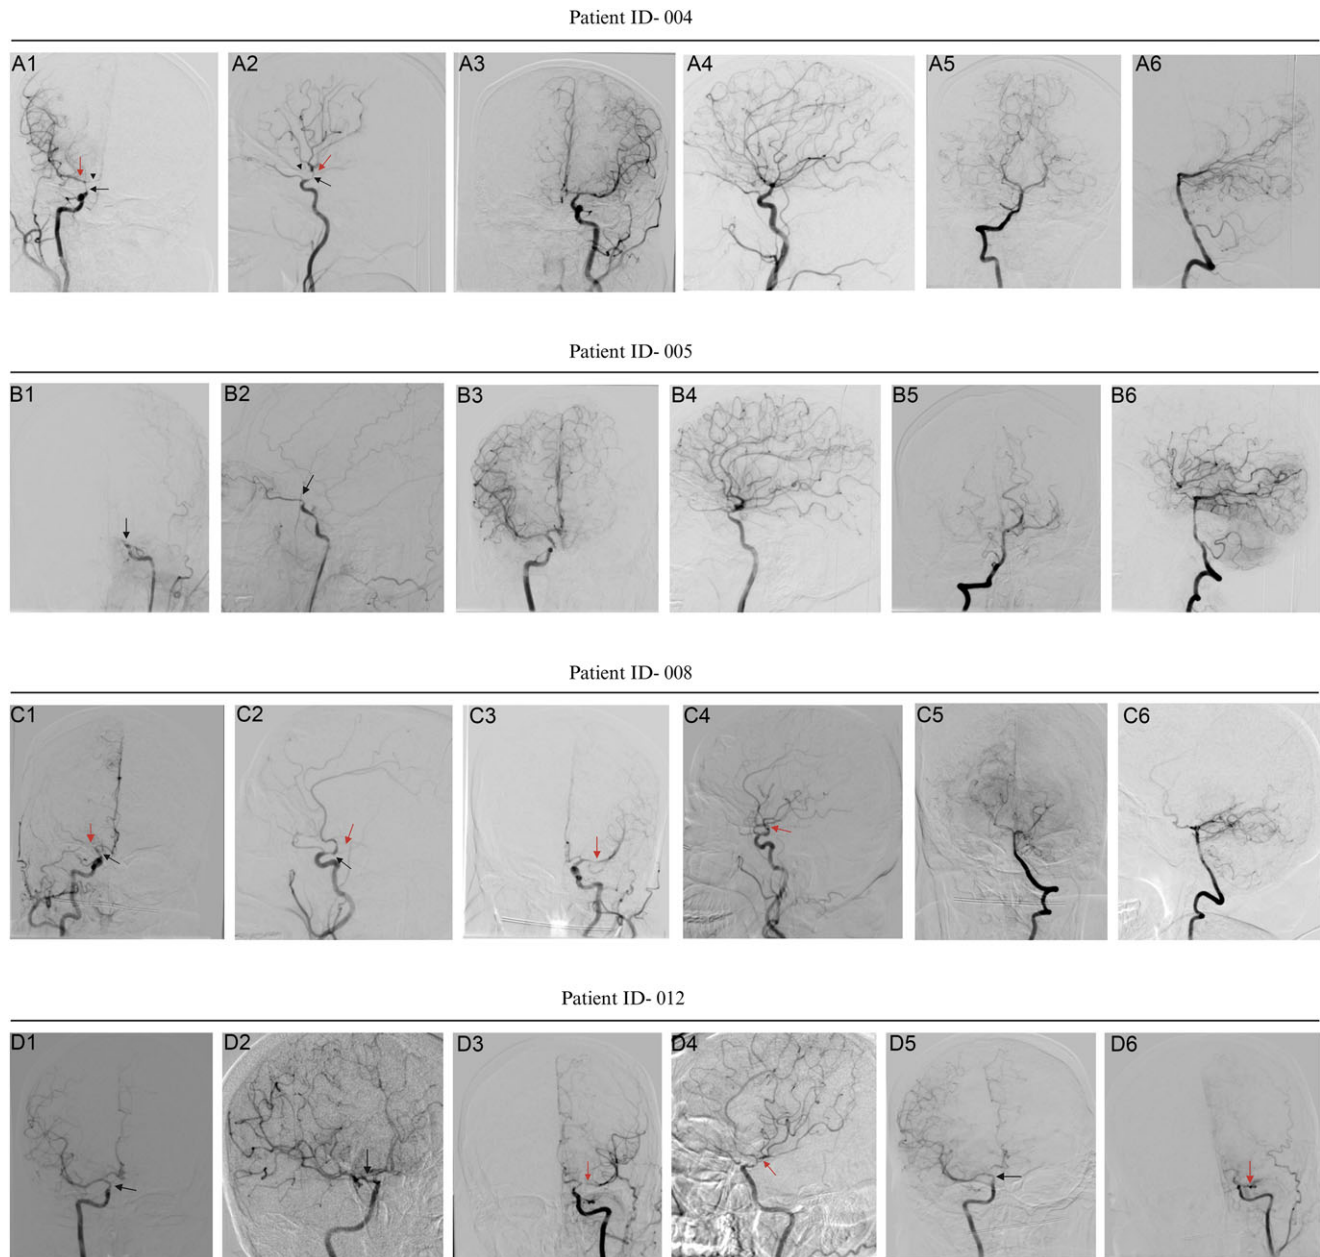 Patient ID- 004
A1 A2 A3 A4 A5 A6
Patient ID- 005
B1 B2 B3 B4 B5 B6
Patient ID- 008
C1 C2 C3 C4 C5 C6
Patient ID- 012
D1 D2 D3 D4 D5 D6